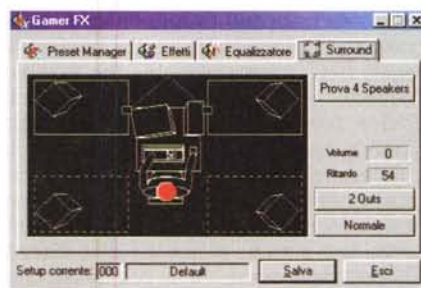 Gamer FX
Preset Manager Effetti Equalizzatore Surround
Prova 4 Speakers
Volume 0
Ritardo 54
2 Outs
Normale
Setup corrente: 000 Default Salva Esci